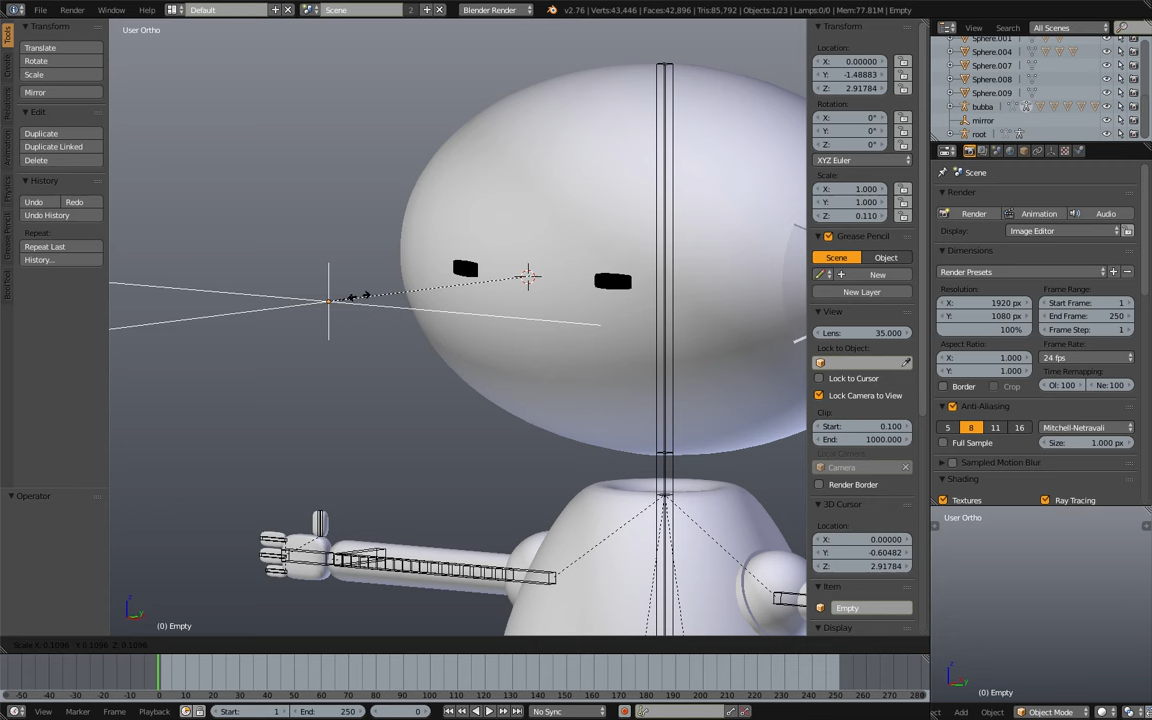 File Render Window Help Default Scene 2 Blender Render v2.76 | Verts:43,446 | Faces:42,896 | Tris:85,792 | Objects:1/23 | Lamps:0/0 | Mem:77.81M | Empty
Tools
Create
Relations
Animation
Physics
Grease Pencil
BoolTool
Transform
Translate
Rotate
Scale
Mirror
Edit
Duplicate
Duplicate Linked
Delete
History
Undo Redo
Undo History
Repeat:
Repeat Last
History...
Operator
User Ortho
(0) Empty
Scale X: 0.1096 Y: 0.1096 Z: 0.1096
Transform
Location:
X: 0.00000
Y: -1.48883
Z: 2.91784
Rotation:
X: 0°
Y: 0°
Z: 0°
XYZ Euler
Scale:
X: 1.000
Y: 1.000
Z: 0.110
Grease Pencil
Scene Object
New
New Layer
View
Lens: 35.000
Lock to Object:
Lock to Cursor
Lock Camera to View
Clip:
Start: 0.100
End: 1000.000
Local Camera:
Camera
Render Border
3D Cursor
Location:
X: 0.00000
Y: -0.60482
Z: 2.91784
Item
Empty
Display
View Search All Scenes
Sphere.001
Sphere.004
Sphere.007
Sphere.008
Sphere.009
bubba
mirror
root
Scene
Render
Render Animation Audio
Display: Image Editor
Dimensions
Render Presets
Resolution: Frame Range:
X: 1920 px Start Frame: 1
Y: 1080 px End Frame: 250
100% Frame Step: 1
Aspect Ratio: Frame Rate:
X: 1.000 24 fps
Y: 1.000 Time Remapping:
Border Crop Ol: 100 Ne: 100
Anti-Aliasing
5 8 11 16 Mitchell-Netravali
Full Sample Size: 1.000 px
Sampled Motion Blur
Shading
Textures Ray Tracing
User Ortho
(0) Empty
-50 -40 -30 -20 -10 0 10 20 30 40 50 60 70 80 90 100 110 120 130 140 150 160 170 180 190 200 210 220 230 240 250 260 270 280
View Marker Frame Playback Start: 1 End: 250 0 No Sync
Add Object Object Mode